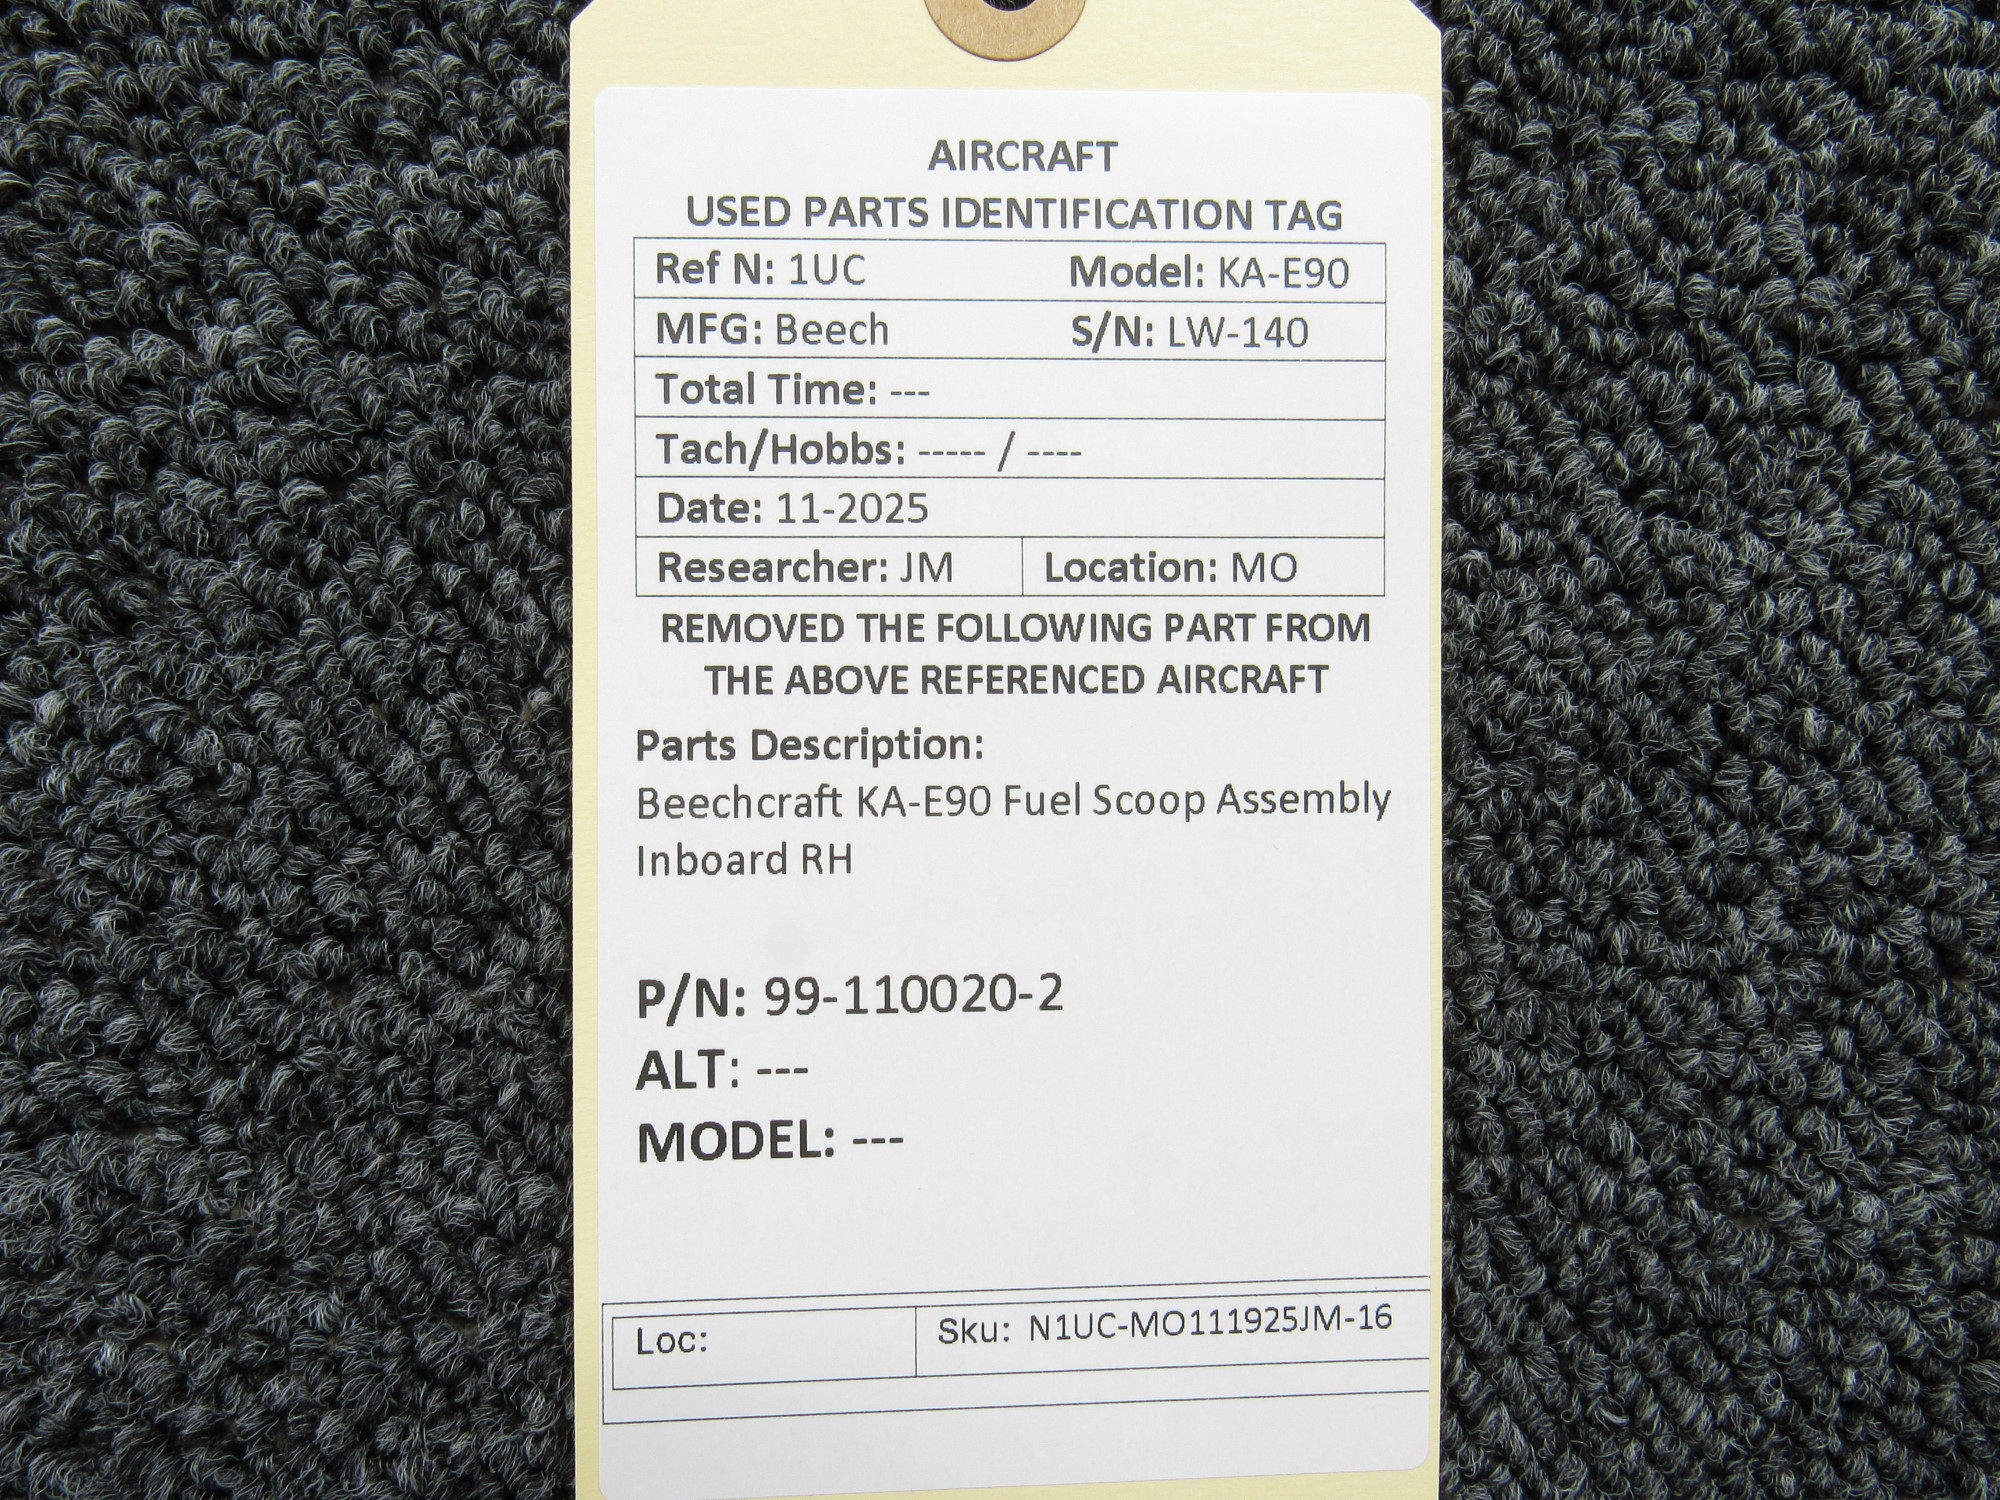 AIRCRAFT
USED PARTS IDENTIFICATION TAG
Ref N: 1UC Model: KA-E90
MFG: Beech S/N: LW-140
Total Time: ---
Tach/Hobbs: ----- / ----
Date: 11-2025
Researcher: JM Location: MO
REMOVED THE FOLLOWING PART FROM
THE ABOVE REFERENCED AIRCRAFT
Parts Description:
Beechcraft KA-E90 Fuel Scoop Assembly
Inboard RH
P/N: 99-110020-2
ALT: ---
MODEL: ---
Loc: Sku: N1UC-MO111925JM-16